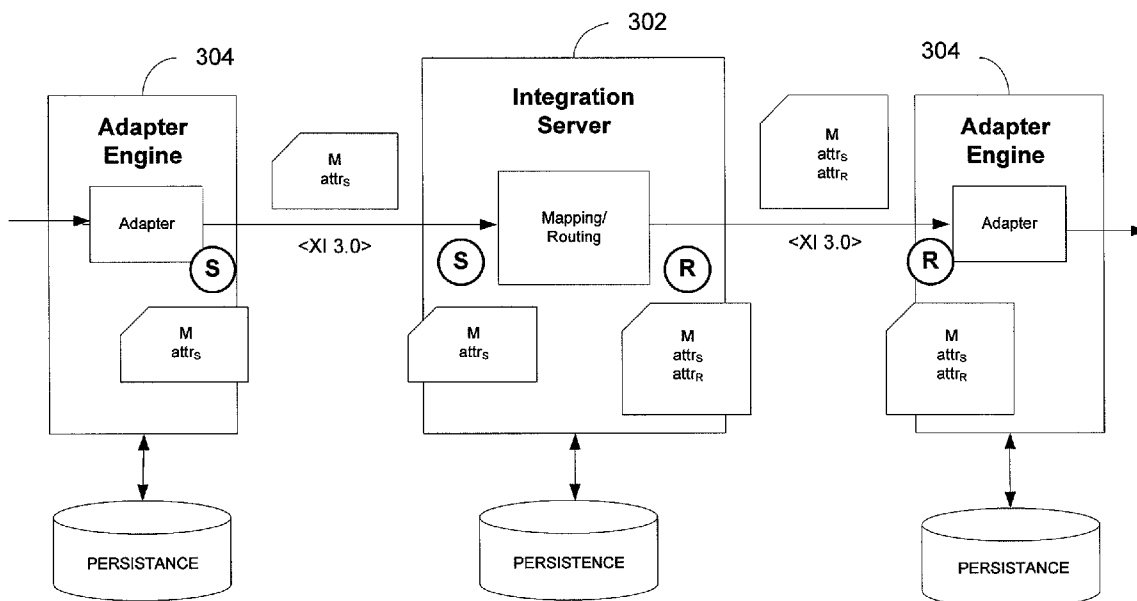 304
302
304
Adapter
Engine
Integration
Server
Adapter
Engine
M
attrS
M
attrS
attrR
Adapter
Mapping/
Routing
Adapter
<XI 3.0>
<XI 3.0>
S
S
R
R
M
attrS
M
attrS
M
attrS
attrR
M
attrS
attrR
PERSISTANCE
PERSISTENCE
PERSISTANCE